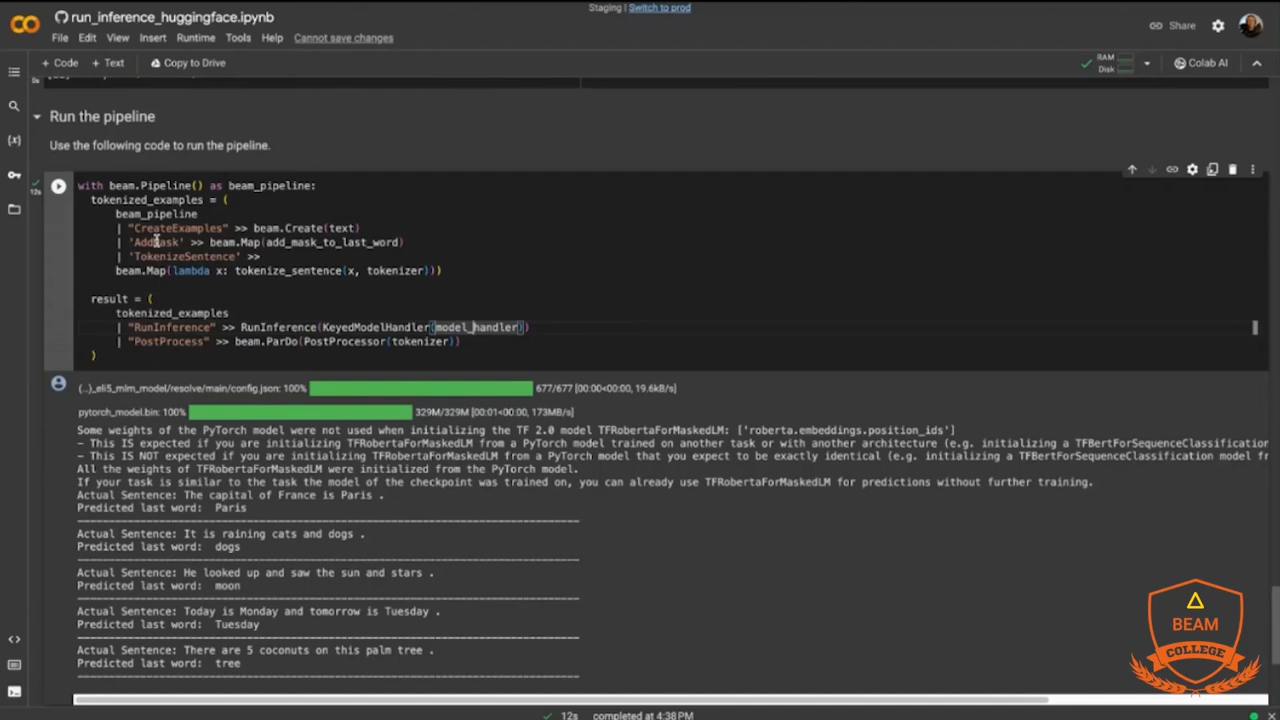 run_inference_huggingface.ipynb
Staging | Switch to prod
Share
File Edit View Insert Runtime Tools Help Cannot save changes
+ Code + Text Copy to Drive
RAM
Disk
Colab AI
Run the pipeline
Use the following code to run the pipeline.
12s
with beam.Pipeline() as beam_pipeline:
tokenized_examples = (
beam_pipeline
| "CreateExamples" >> beam.Create(text)
| 'AddMask' >> beam.Map(add_mask_to_last_word)
| 'TokenizeSentence' >>
beam.Map(lambda x: tokenize_sentence(x, tokenizer)))
result = (
tokenized_examples
| "RunInference" >> RunInference(KeyedModelHandler(model_handler))
| "PostProcess" >> beam.ParDo(PostProcessor(tokenizer))
)
(…)_eli5_mlm_model/resolve/main/config.json: 100% 677/677 [00:00<00:00, 19.6kB/s]
pytorch_model.bin: 100% 329M/329M [00:01<00:00, 173MB/s]
Some weights of the PyTorch model were not used when initializing the TF 2.0 model TFRobertaForMaskedLM: ['roberta.embeddings.position_ids']
- This IS expected if you are initializing TFRobertaForMaskedLM from a PyTorch model trained on another task or with another architecture (e.g. initializing a TFBertForSequenceClassification
- This IS NOT expected if you are initializing TFRobertaForMaskedLM from a PyTorch model that you expect to be exactly identical (e.g. initializing a TFBertForSequenceClassification model fr
All the weights of TFRobertaForMaskedLM were initialized from the PyTorch model.
If your task is similar to the task the model of the checkpoint was trained on, you can already use TFRobertaForMaskedLM for predictions without further training.
Actual Sentence: The capital of France is Paris .
Predicted last word: Paris
Actual Sentence: It is raining cats and dogs .
Predicted last word: dogs
Actual Sentence: He looked up and saw the sun and stars .
Predicted last word: moon
Actual Sentence: Today is Monday and tomorrow is Tuesday .
Predicted last word: Tuesday
Actual Sentence: There are 5 coconuts on this palm tree .
Predicted last word: tree
BEAM
COLLEGE
12s completed at 4:38PM